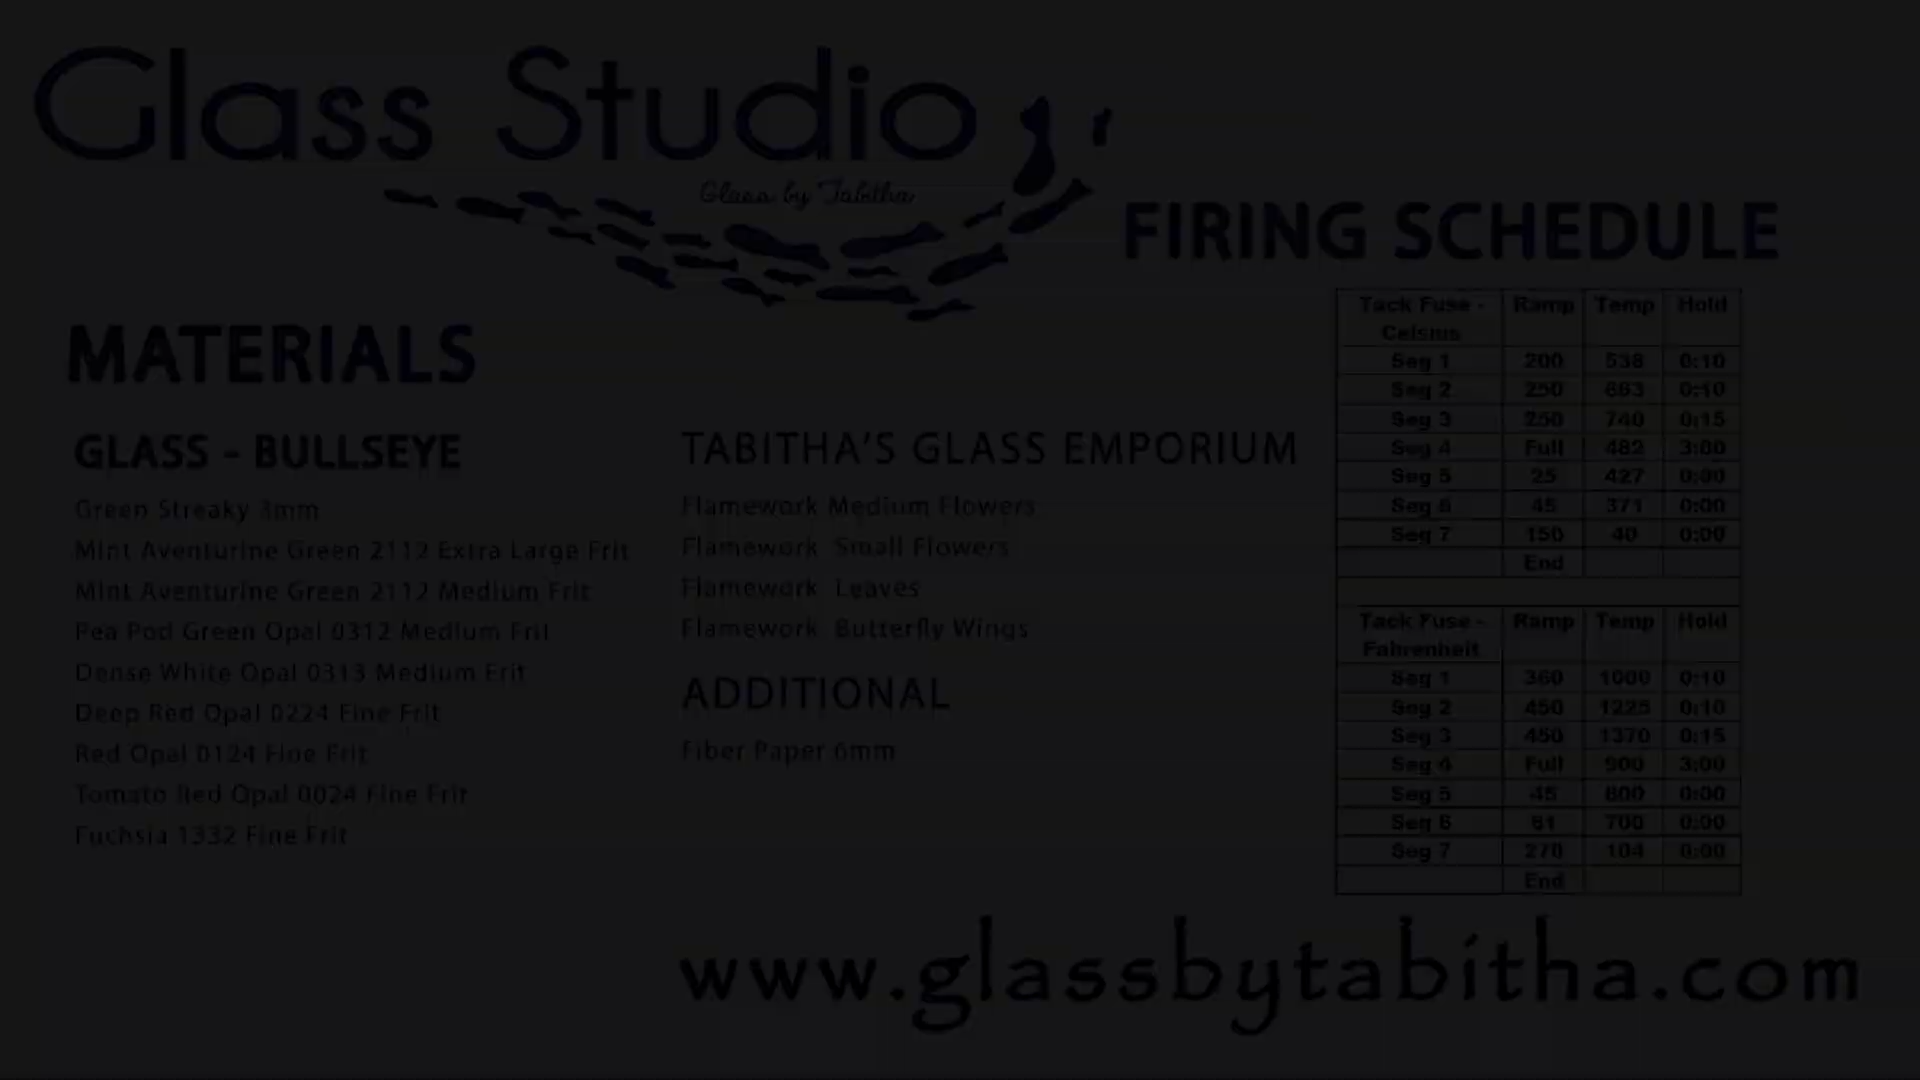 Glass Studio
Glass by Tabitha
FIRING SCHEDULE
MATERIALS
GLASS - BULLSEYE
Green Streaky 3mm
Mint Aventurine Green 2112 Extra Large Frit
Mint Aventurine Green 2112 Medium Frit
Pea Pod Green Opal 0312 Medium Frit
Dense White Opal 0313 Medium Frit
Deep Red Opal 0224 Fine Frit
Red Opal 0124 Fine Frit
Tomato Red Opal 0024 Fine Frit
Fuchsia 1332 Fine Frit
TABITHA'S GLASS EMPORIUM
Flamework Medium Flowers
Flamework Small Flowers
Flamework Leaves
Flamework Butterfly Wings
ADDITIONAL
Fiber Paper 6mm
Tack Fuse - Ramp Temp Hold
Celsius
Seg 1 200 538 0:10
Seg 2 250 663 0:10
Seg 3 250 740 0:15
Seg 4 Full 482 3:00
Seg 5 25 427 0:00
Seg 6 45 371 0:00
Seg 7 150 40 0:00
End
Tack Fuse - Ramp Temp Hold
Fahrenheit
Seg 1 360 1000 0:10
Seg 2 450 1225 0:10
Seg 3 450 1370 0:15
Seg 4 Full 900 3:00
Seg 5 45 800 0:00
Seg 6 81 700 0:00
Seg 7 270 104 0:00
End
www.glassbytabitha.com